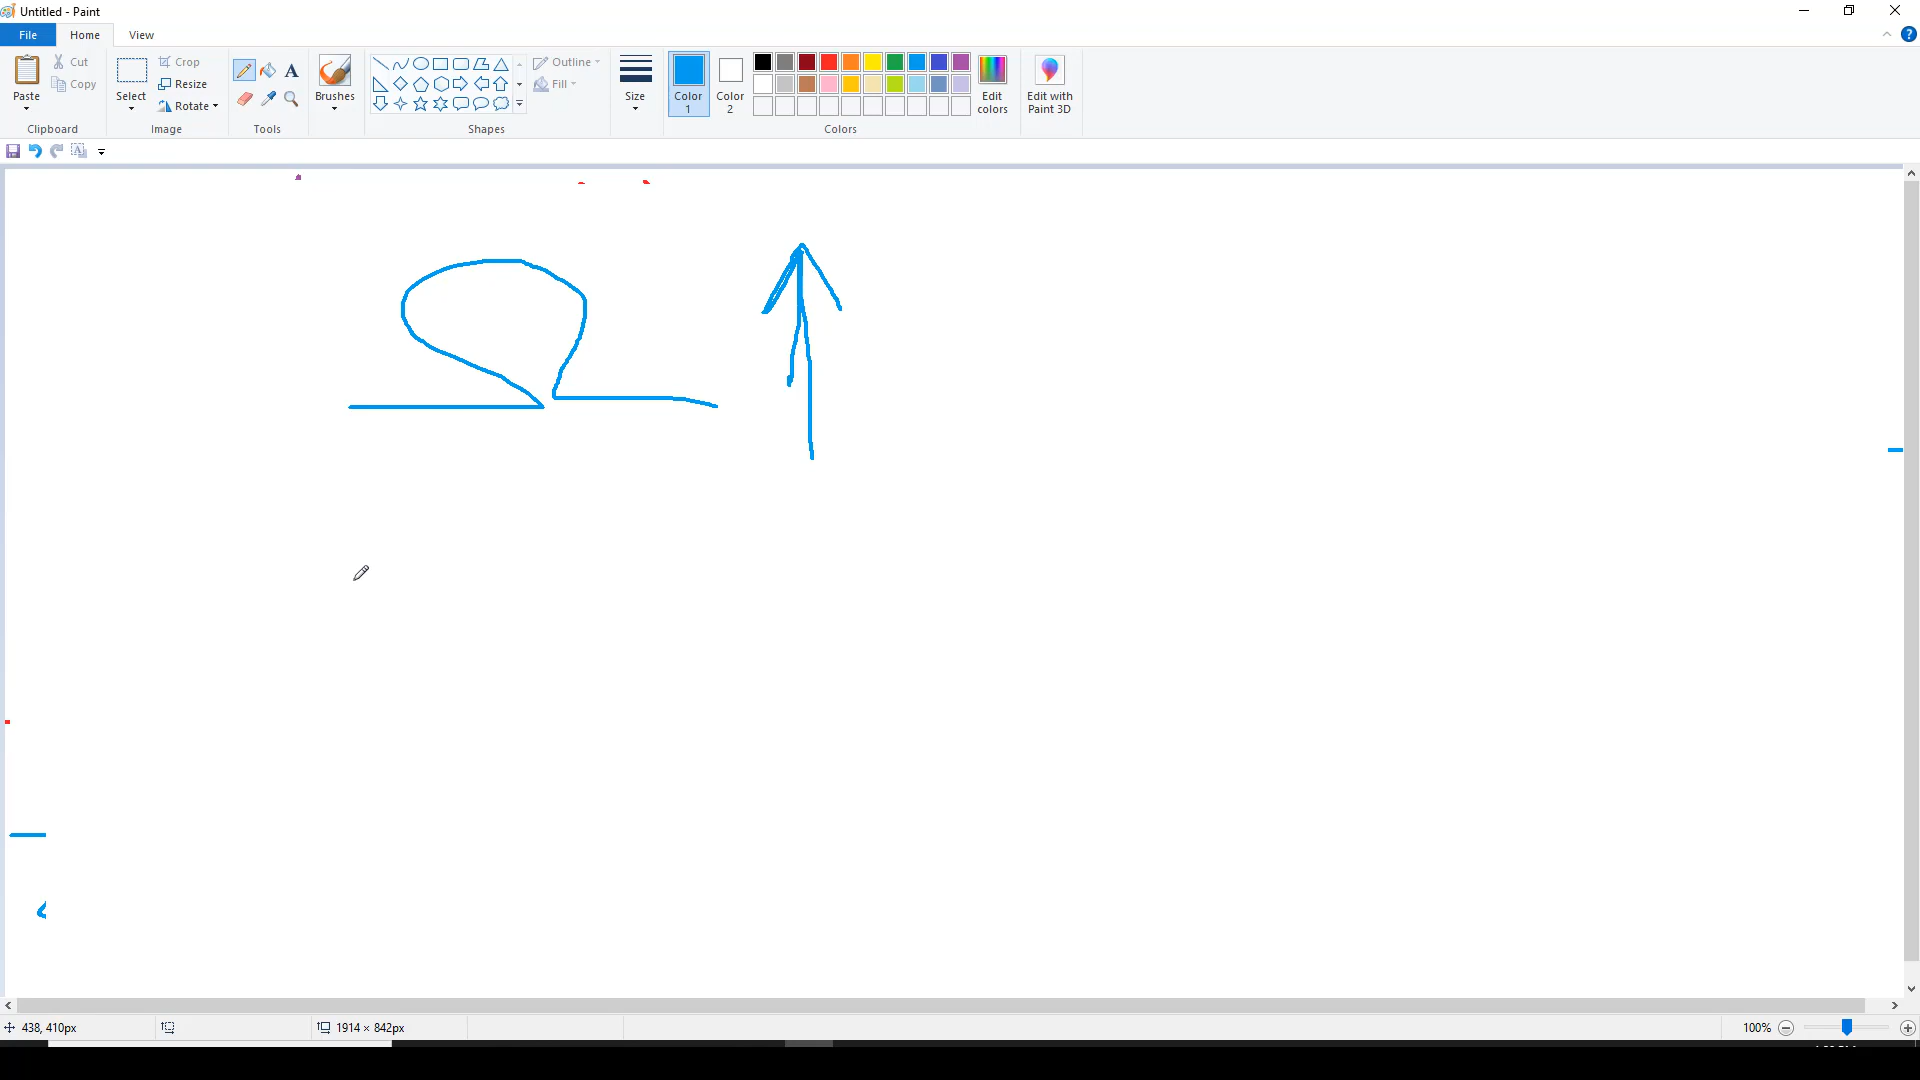 Untitled - Paint
File Home View
Paste
Cut
Copy
Clipboard
Select
Crop
Resize
Rotate
Image
A
Tools
Brushes
Shapes
Outline
Fill
Size
Color 1
Color 2
Colors
Edit colors
Edit with Paint 3D
438, 410px
1914 × 842px
100%